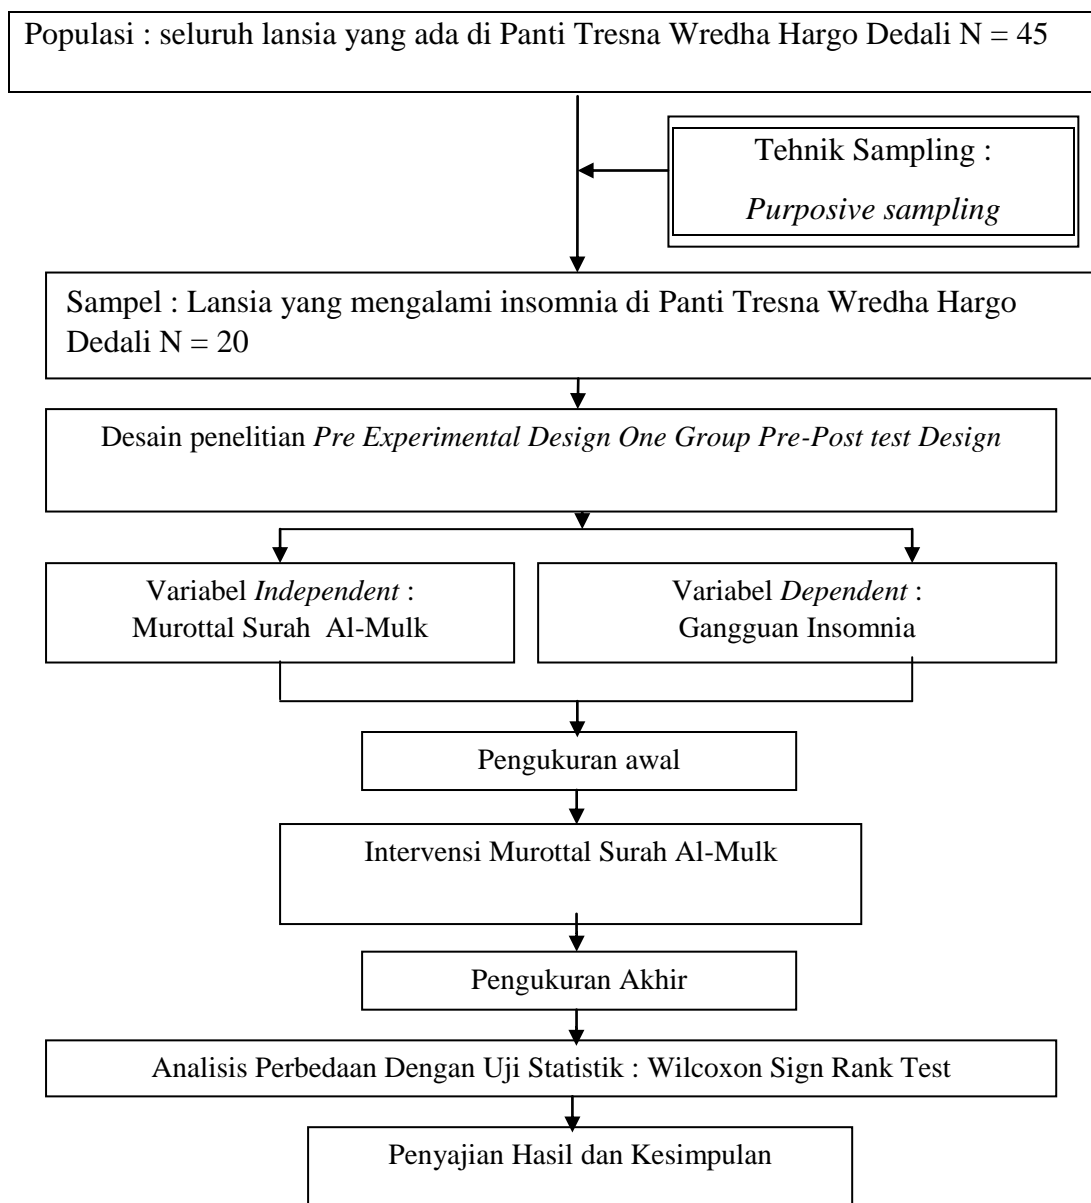 Populasi : seluruh lansia yang ada di Panti Tresna Wredha Hargo Dedali N = 45
Tehnik Sampling :
Purposive sampling
Sampel : Lansia yang mengalami insomnia di Panti Tresna Wredha Hargo
Dedali N = 20
Desain penelitian Pre Experimental Design One Group Pre-Post test Design
Variabel Independent :
Murottal Surah Al-Mulk
Variabel Dependent :
Gangguan Insomnia
Pengukuran awal
Intervensi Murottal Surah Al-Mulk
Pengukuran Akhir
Analisis Perbedaan Dengan Uji Statistik : Wilcoxon Sign Rank Test
Penyajian Hasil dan Kesimpulan